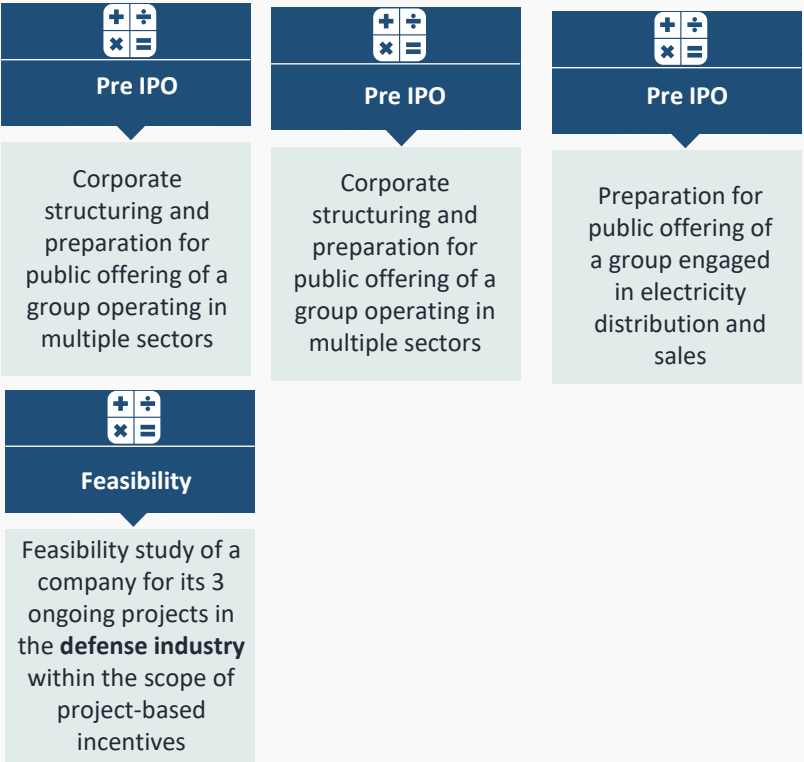 Pre IPO
Corporate
structuring and
preparation for
public offering of a
group operating in
multiple sectors
Pre IPO
Corporate
structuring and
preparation for
public offering of a
group operating in
multiple sectors
Pre IPO
Preparation for
public offering of
a group engaged
in electricity
distribution and
sales
Feasibility
Feasibility study of a
company for its 3
ongoing projects in
the defense industry
within the scope of
project-based
incentives